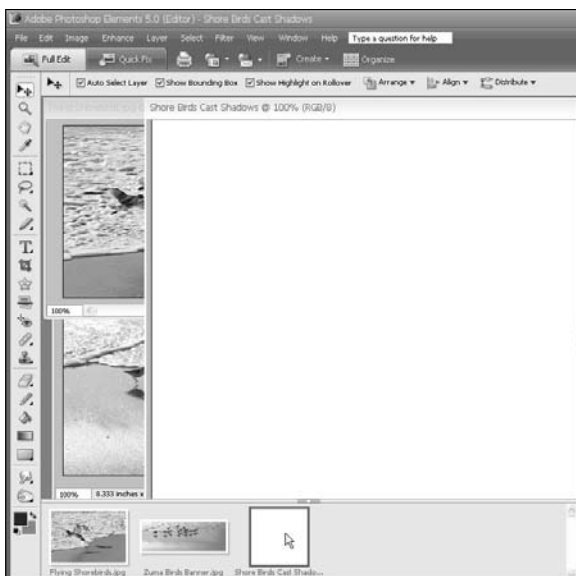 Adobe Photoshop Elements 5.0 (Editor) - Shore Birds Cast Shadows
File Edit Image Enhance Layer Select Filter View Window Help Type a question for help
Full Edit Quick Fix Create Organize
Auto Select Layer Show Bounding Box Show Highlight on Rollover Arrange Align Distribute
Shore Birds Cast Shadows @ 100% (RGB/8)
100%
100% 8.333 inches x
Flying Shorebirds.jpg Zuma Birds Banner.jpg Shore Birds Cast Shado...